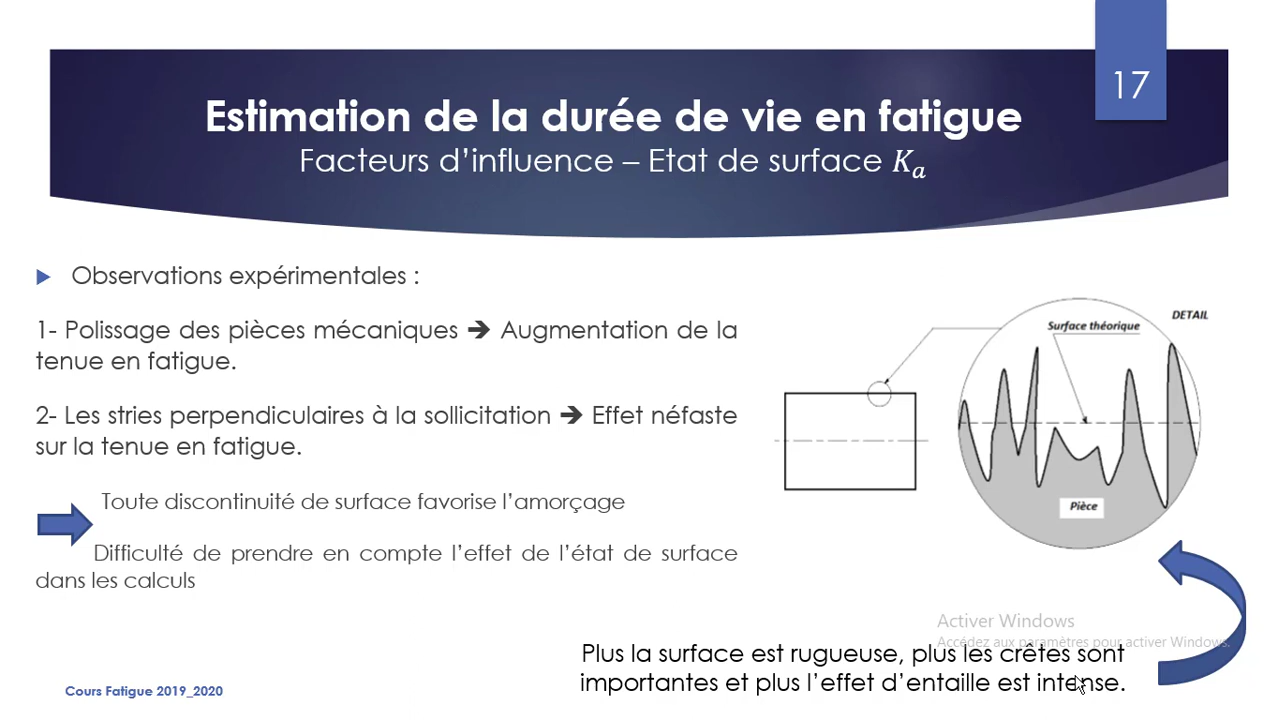 17
Estimation de la durée de vie en fatigue
Facteurs d’influence – Etat de surface Ka
Observations expérimentales :
1- Polissage des pièces mécaniques ➔ Augmentation de la
tenue en fatigue.
2- Les stries perpendiculaires à la sollicitation ➔ Effet néfaste
sur la tenue en fatigue.
Toute discontinuité de surface favorise l’amorçage
Difficulté de prendre en compte l’effet de l’état de surface
dans les calculs
DETAIL
Surface théorique
Pièce
Activer Windows
Accédez aux paramètres pour activer Windows.
Plus la surface est rugueuse, plus les crêtes sont
importantes et plus l’effet d’entaille est intense.
Cours Fatigue 2019_2020